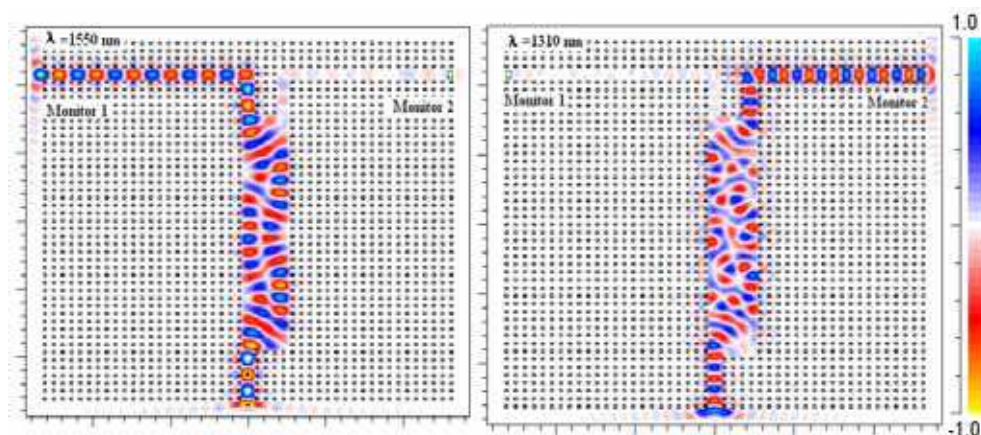 λ =1550 nm
Monitor 1
Monitor 2
λ =1310 nm
Monitor 1
Monitor 2
1.0
-1.0